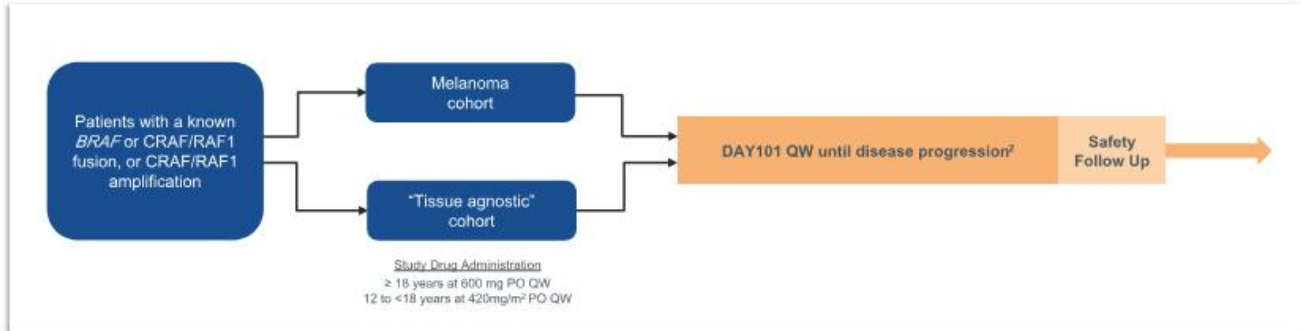 Patients with a known
BRAF or CRAF/RAF1
fusion, or CRAF/RAF1
amplification
Melanoma
cohort
"Tissue agnostic"
cohort
Study Drug Administration
≥ 18 years at 600 mg PO QW
12 to <18 years at 420mg/m² PO QW
DAY101 QW until disease progression²
Safety
Follow Up